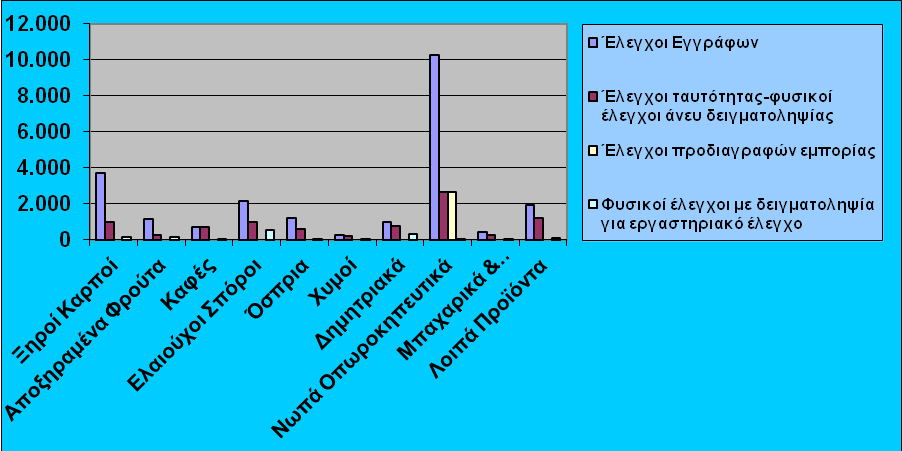 12.000
10.000
8.000
6.000
4.000
2.000
0
Ξηροί Καρποί
Αποξηραμένα Φρούτα
Καφές
Ελαιούχοι Σπόροι
Όσπρια
Χυμοί
Δημητριακά
Νωπά Οπωροκηπευτικά
Μπαχαρικά &..
Λοιπά Προϊόντα
Έλεγχοι Εγγράφων
Έλεγχοι ταυτότητας-φυσικοί
έλεγχοι άνευ δειγματοληψίας
Έλεγχοι προδιαγραφών εμπορίας
Φυσικοί έλεγχοι με δειγματοληψία
για εργαστηριακό έλεγχο